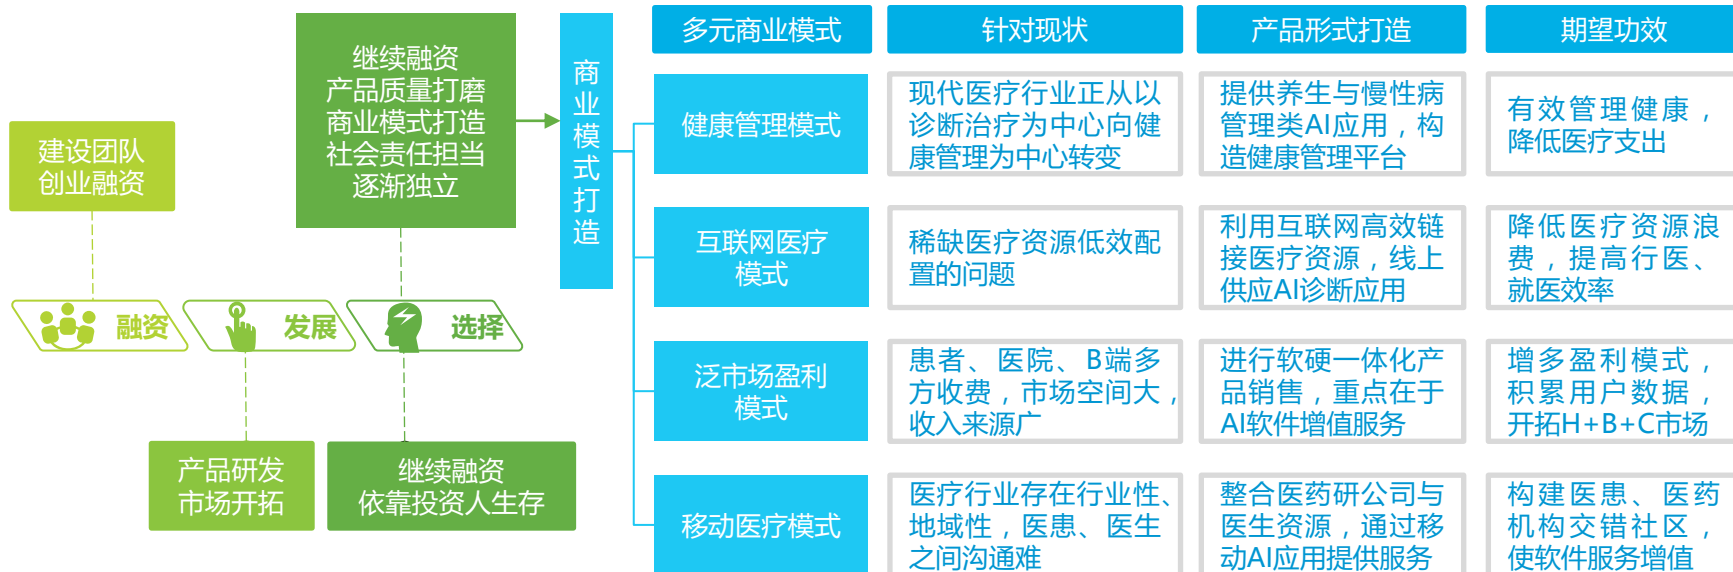 建设团队
创业融资
继续融资
产品质量打磨
商业模式打造
社会责任担当
逐渐独立
融资
发展
选择
产品研发
市场开拓
继续融资
依靠投资人生存
商业模式打造
多元商业模式
针对现状
产品形式打造
期望功效
健康管理模式
现代医疗行业正从以
诊断治疗为中心向健
康管理为中心转变
提供养生与慢性病
管理类AI应用，构
造健康管理平台
有效管理健康，
降低医疗支出
互联网医疗
模式
稀缺医疗资源低效配
置的问题
利用互联网高效链
接医疗资源，线上
供应AI诊断应用
降低医疗资源浪
费，提高行医、
就医效率
泛市场盈利
模式
患者、医院、B端多
方收费，市场空间大，
收入来源广
进行软硬一体化产
品销售，重点在于
AI软件增值服务
增多盈利模式，
积累用户数据，
开拓H+B+C市场
移动医疗模式
医疗行业存在行业性、
地域性，医患、医生
之间沟通难
整合医药研公司与
医生资源，通过移
动AI应用提供服务
构建医患、医药
机构交错社区，
使软件服务增值